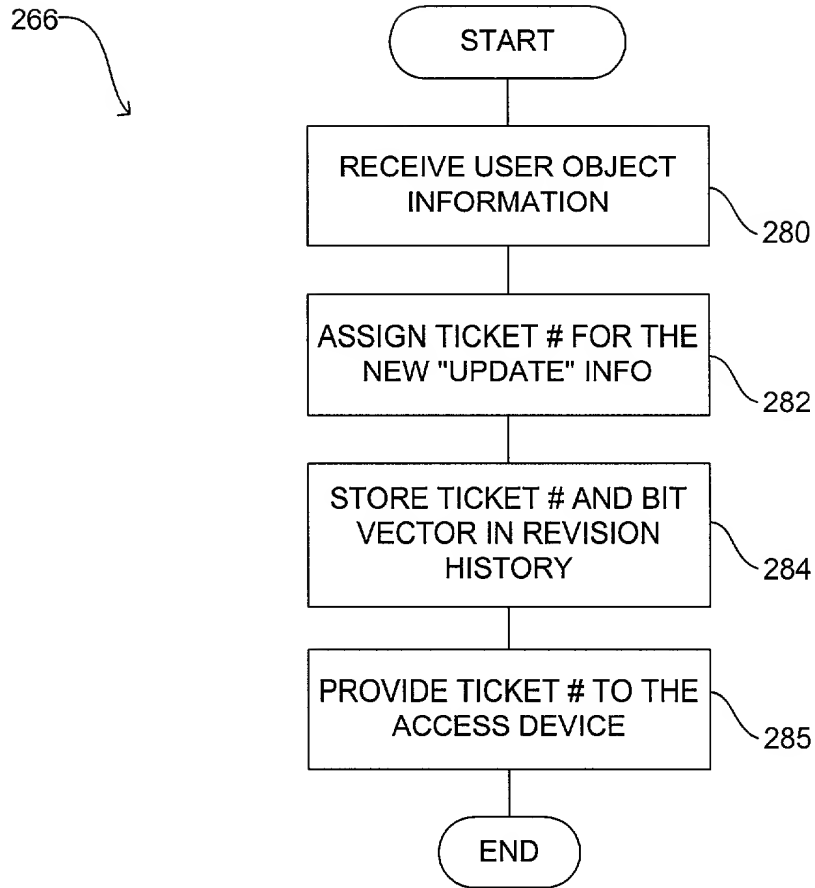 266
START
RECEIVE USER OBJECT
INFORMATION
280
ASSIGN TICKET # FOR THE
NEW "UPDATE" INFO
282
STORE TICKET # AND BIT
VECTOR IN REVISION
HISTORY
284
PROVIDE TICKET # TO THE
ACCESS DEVICE
285
END